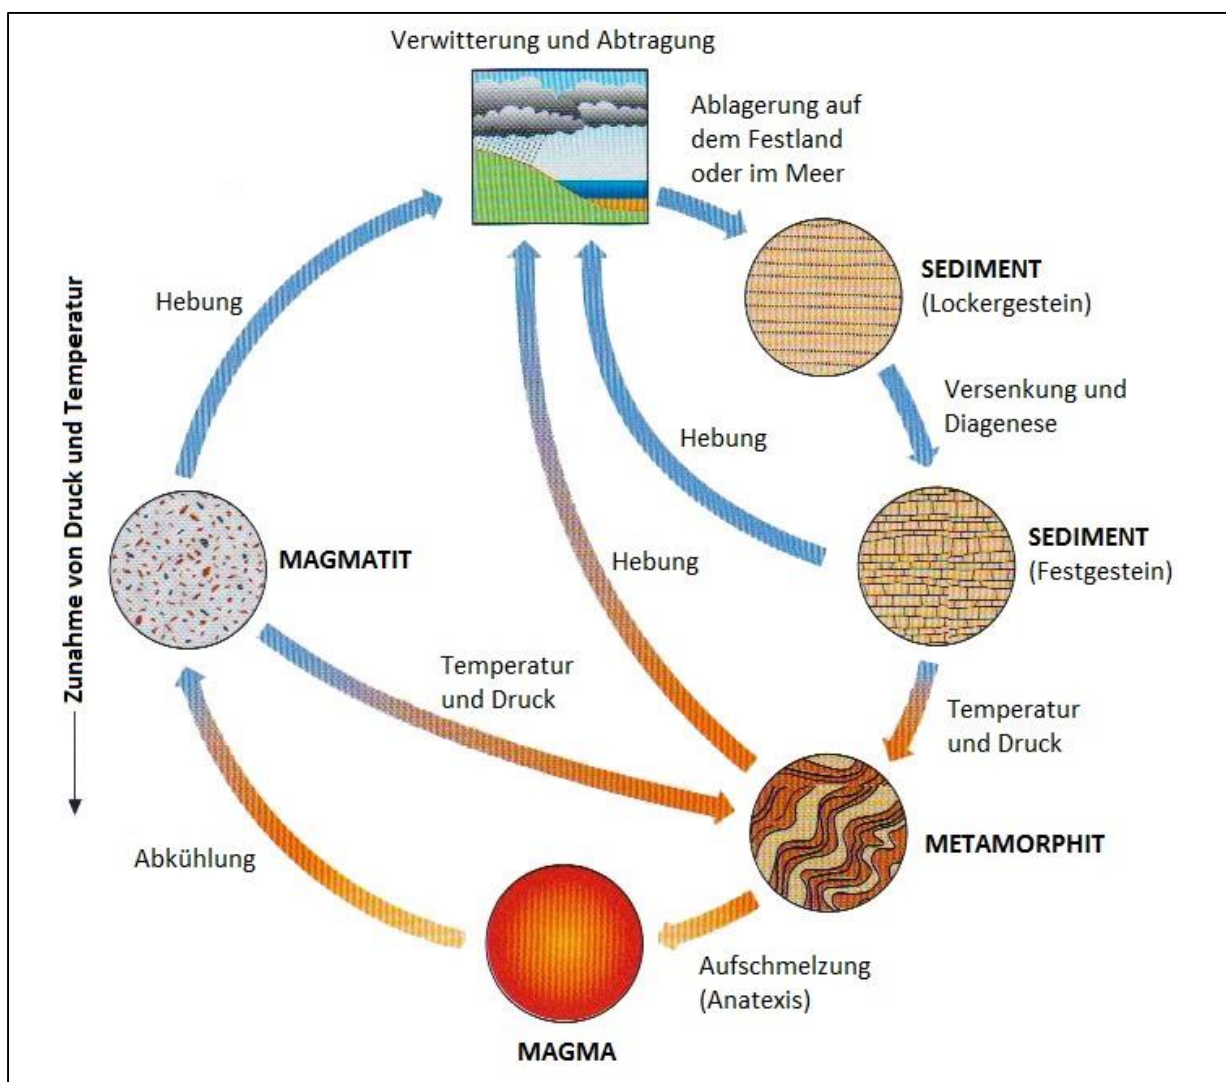 Verwitterung und Abtragung
Ablagerung auf
dem Festland
oder im Meer
SEDIMENT
(Lockergestein)
Hebung
Versenkung und
Diagenese
Hebung
Zunahme von Druck und Temperatur
SEDIMENT
(Festgestein)
MAGMATIT
Hebung
Temperatur
und Druck
Temperatur
und Druck
METAMORPHIT
Abkühlung
Aufschmelzung
(Anatexis)
MAGMA